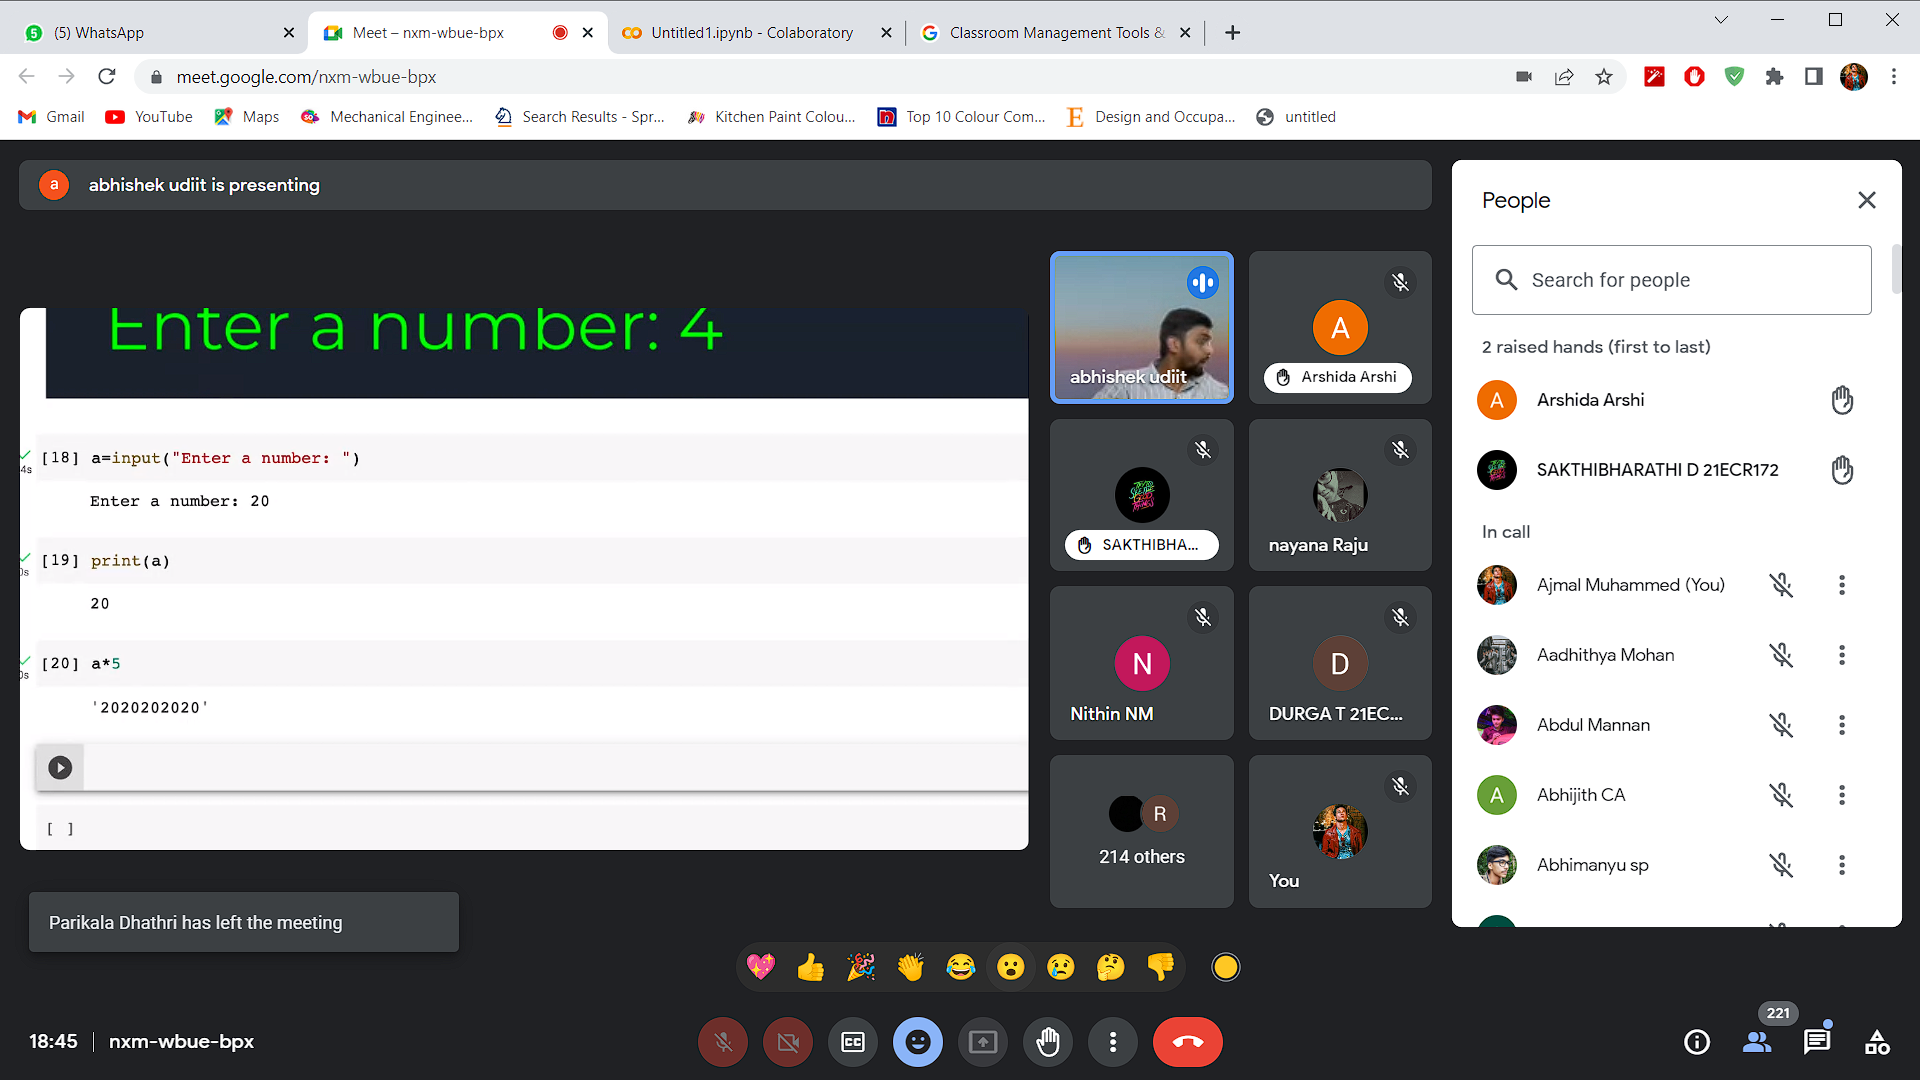 (5) WhatsApp
Meet – nxm-wbue-bpx
Untitled1.ipynb - Colaboratory
Classroom Management Tools &
meet.google.com/nxm-wbue-bpx
Gmail
YouTube
Maps
Mechanical Enginee...
Search Results - Spr...
Kitchen Paint Colou...
Top 10 Colour Com...
Design and Occupa...
untitled
a
abhishek udiit is presenting
Enter a number: 4
[18] a=input("Enter a number: ")
4s
Enter a number: 20
[19] print(a)
0s
20
[20] a*5
0s
'2020202020'
[ ]
abhishek udiit
A
Arshida Arshi
SAKTHIBHA...
nayana Raju
N
Nithin NM
D
DURGA T 21EC...
R
214 others
You
People
Search for people
2 raised hands (first to last)
A
Arshida Arshi
SAKTHIBHARATHI D 21ECR172
In call
Ajmal Muhammed (You)
Aadhithya Mohan
Abdul Mannan
A
Abhijith CA
Abhimanyu sp
Parikala Dhathri has left the meeting
18:45
nxm-wbue-bpx
CC
221